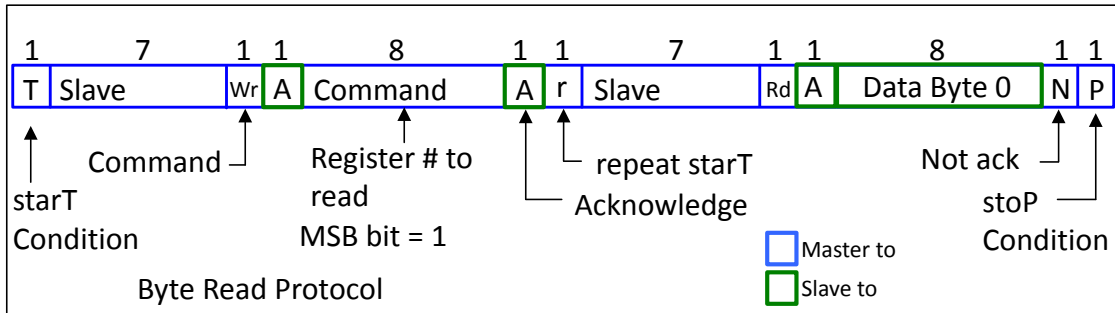 1 7 1 1 8 1 1 7 1 1 8 1 1
T Slave Wr A Command A r Slave Rd A Data Byte 0 N P
Command
Register # to
read
MSB bit = 1
repeat starT
Acknowledge
Not ack
starT
Condition
stoP
Condition
Master to
Slave to
Byte Read Protocol